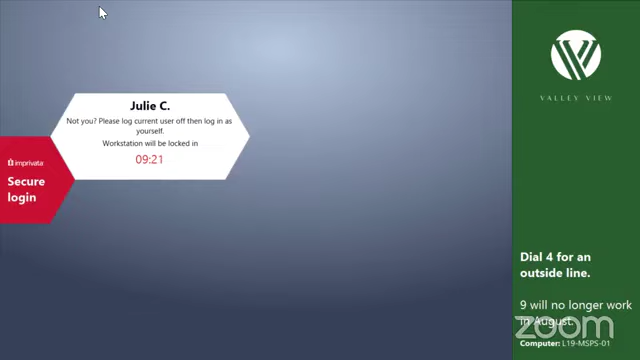 Julie C.
Not you? Please log current user off then log in as
yourself.
Workstation will be locked in
09:21
imprivata
Secure
login
VALLEY VIEW
Dial 4 for an
outside line.
9 will no longer work
in August.
zoom
Computer: L19-MSPS-01